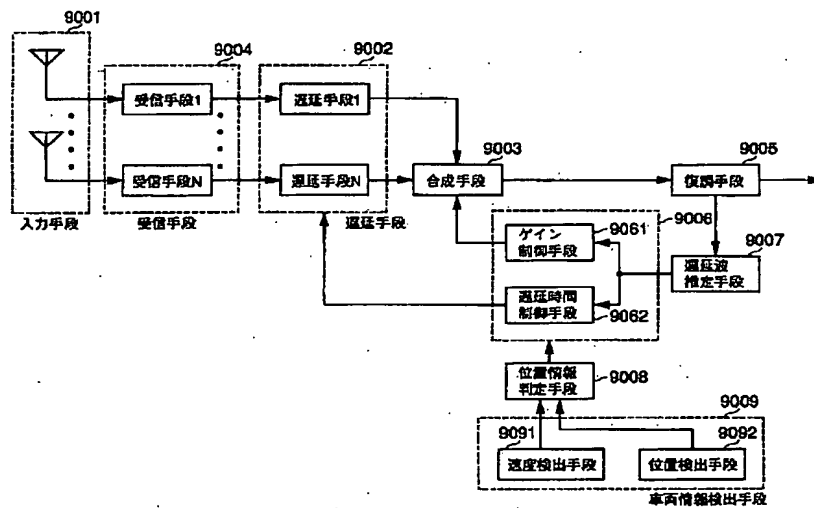 9001
9004
9002
受信手段1
遅延手段1
9003
9005
受信手段N
遅延手段N
合成手段
復調手段
入力手段
受信手段
遅延手段
9006
ゲイン
制御手段
9061
9007
遅延波
推定手段
遅延時間
制御手段
9062
位置情報
判定手段
9008
9009
9091
9092
速度検出手段
位置検出手段
車両情報検出手段